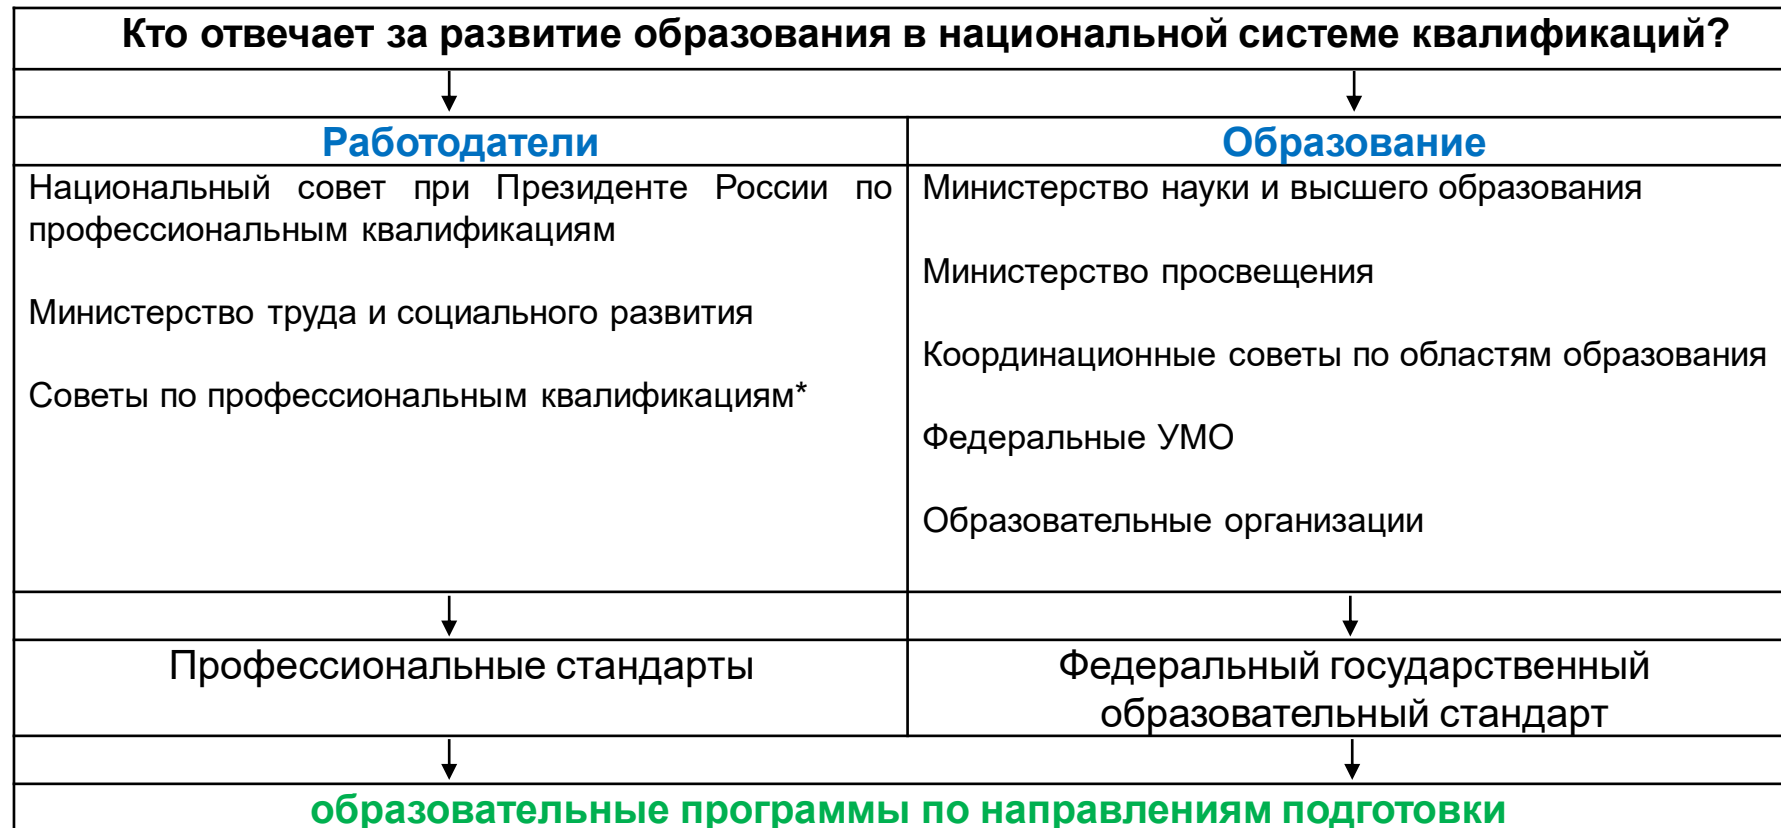 Кто отвечает за развитие образования в национальной системе квалификаций?
Работодатели
Образование
Национальный совет при Президенте России по
профессиональным квалификациям
Министерство труда и социального развития
Советы по профессиональным квалификациям*
Министерство науки и высшего образования
Министерство просвещения
Координационные советы по областям образования
Федеральные УМО
Образовательные организации
Профессиональные стандарты
Федеральный государственный
образовательный стандарт
образовательные программы по направлениям подготовки